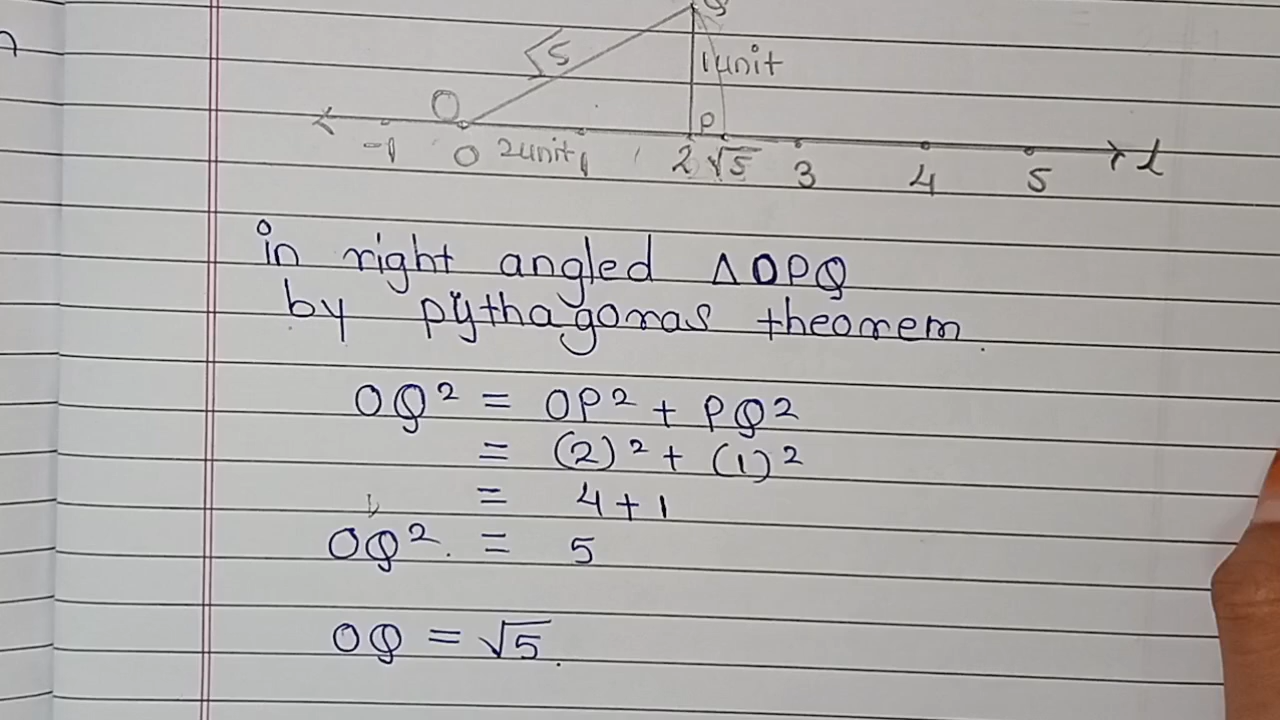 Q
√5
1unit
O
P
-1 0 2unit 1 2 √5 3 4 5 l
in right angled ΔOPQ
by pythagoras theorem.
OQ² = OP² + PQ²
= (2)² + (1)²
= 4 + 1
OQ². = 5
OQ = √5.